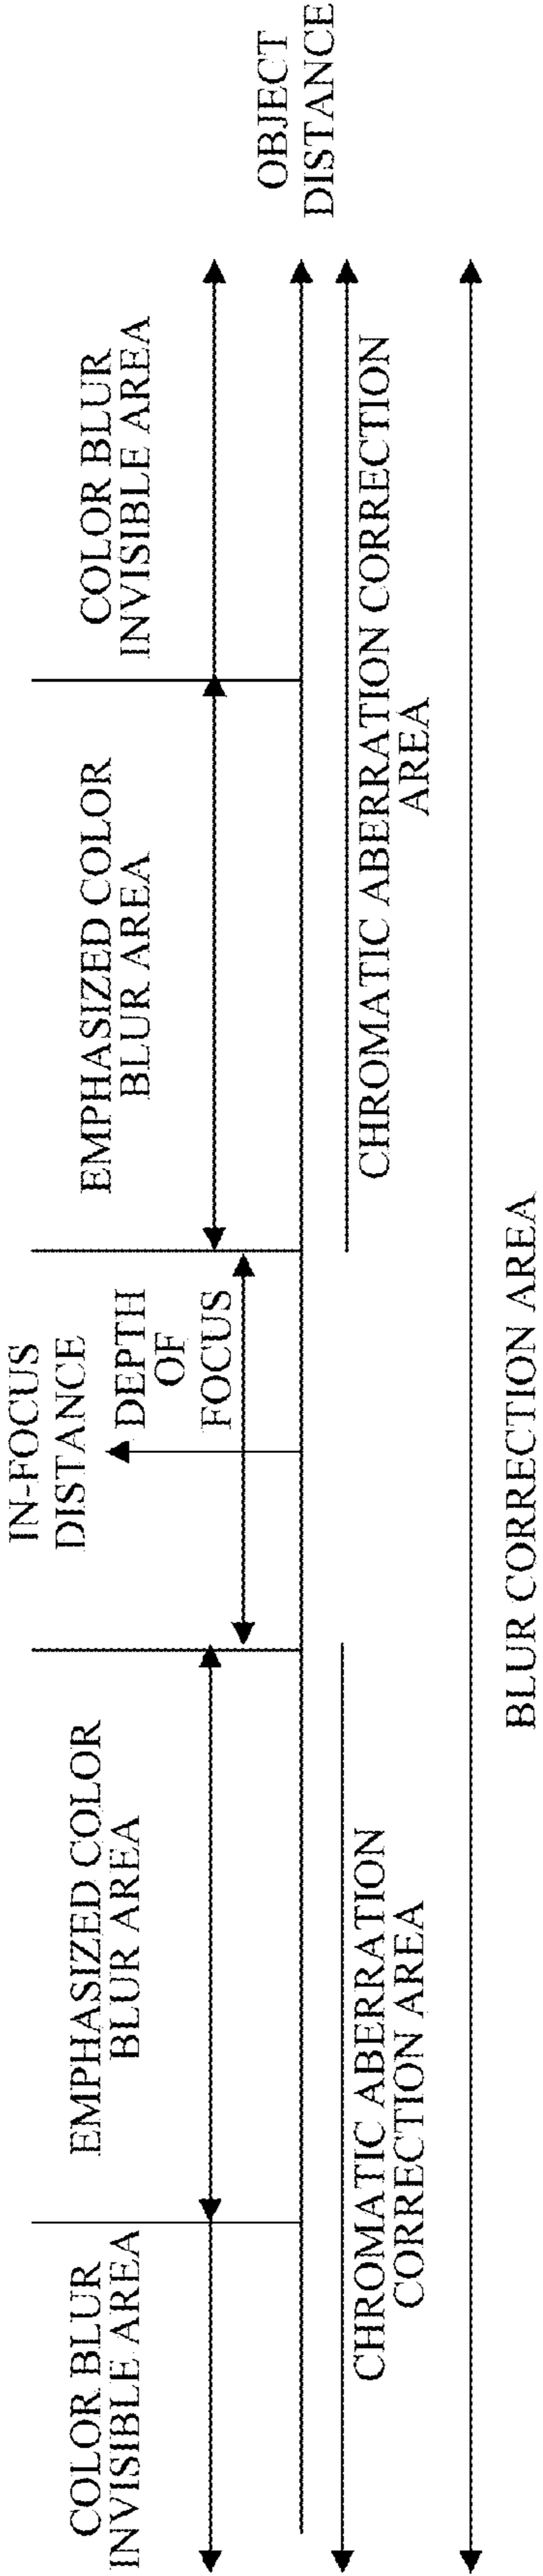 IN-FOCUS
DISTANCE
COLOR BLUR
INVISIBLE AREA
EMPHASIZED COLOR
BLUR AREA
DEPTH
OF
FOCUS
EMPHASIZED COLOR
BLUR AREA
COLOR BLUR
INVISIBLE AREA
OBJECT
DISTANCE
CHROMATIC ABERRATION
CORRECTION AREA
CHROMATIC ABERRATION CORRECTION
AREA
BLUR CORRECTION AREA